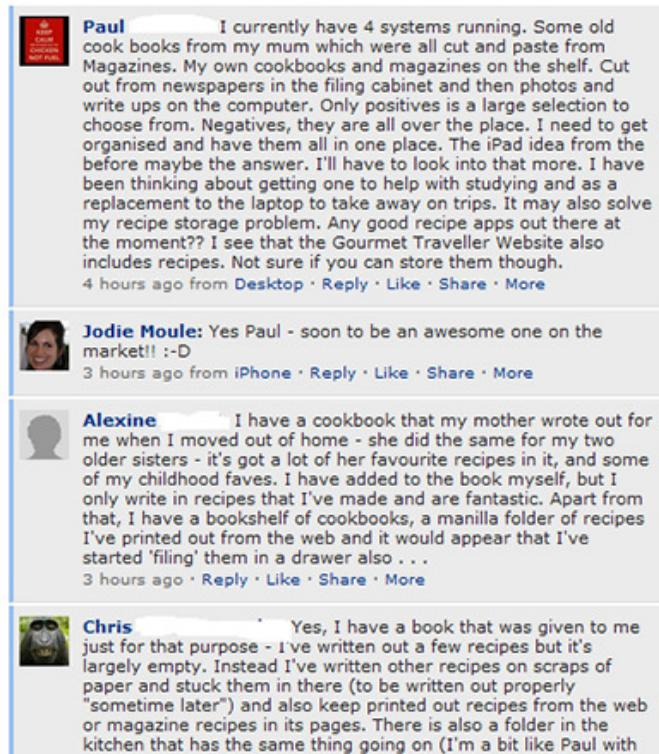 Paul I currently have 4 systems running. Some old
cook books from my mum which were all cut and paste from
Magazines. My own cookbooks and magazines on the shelf. Cut
out from newspapers in the filing cabinet and then photos and
write ups on the computer. Only positives is a large selection to
choose from. Negatives, they are all over the place. I need to get
organised and have them all in one place. The iPad idea from the
before maybe the answer. I'll have to look into that more. I have
been thinking about getting one to help with studying and as a
replacement to the laptop to take away on trips. It may also solve
my recipe storage problem. Any good recipe apps out there at
the moment?? I see that the Gourmet Traveller Website also
includes recipes. Not sure if you can store them though.
4 hours ago from Desktop · Reply · Like · Share · More
Jodie Moule: Yes Paul - soon to be an awesome one on the
market!! :-D
3 hours ago from iPhone · Reply · Like · Share · More
Alexine I have a cookbook that my mother wrote out for
me when I moved out of home - she did the same for my two
older sisters - it's got a lot of her favourite recipes in it, and some
of my childhood faves. I have added to the book myself, but I
only write in recipes that I've made and are fantastic. Apart from
that, I have a bookshelf of cookbooks, a manilla folder of recipes
I've printed out from the web and it would appear that I've
started 'filing' them in a drawer also . . .
3 hours ago · Reply · Like · Share · More
Chris Yes, I have a book that was given to me
just for that purpose - I've written out a few recipes but it's
largely empty. Instead I've written other recipes on scraps of
paper and stuck them in there (to be written out properly
"sometime later") and also keep printed out recipes from the web
or magazine recipes in its pages. There is also a folder in the
kitchen that has the same thing going on (I'm a bit like Paul with